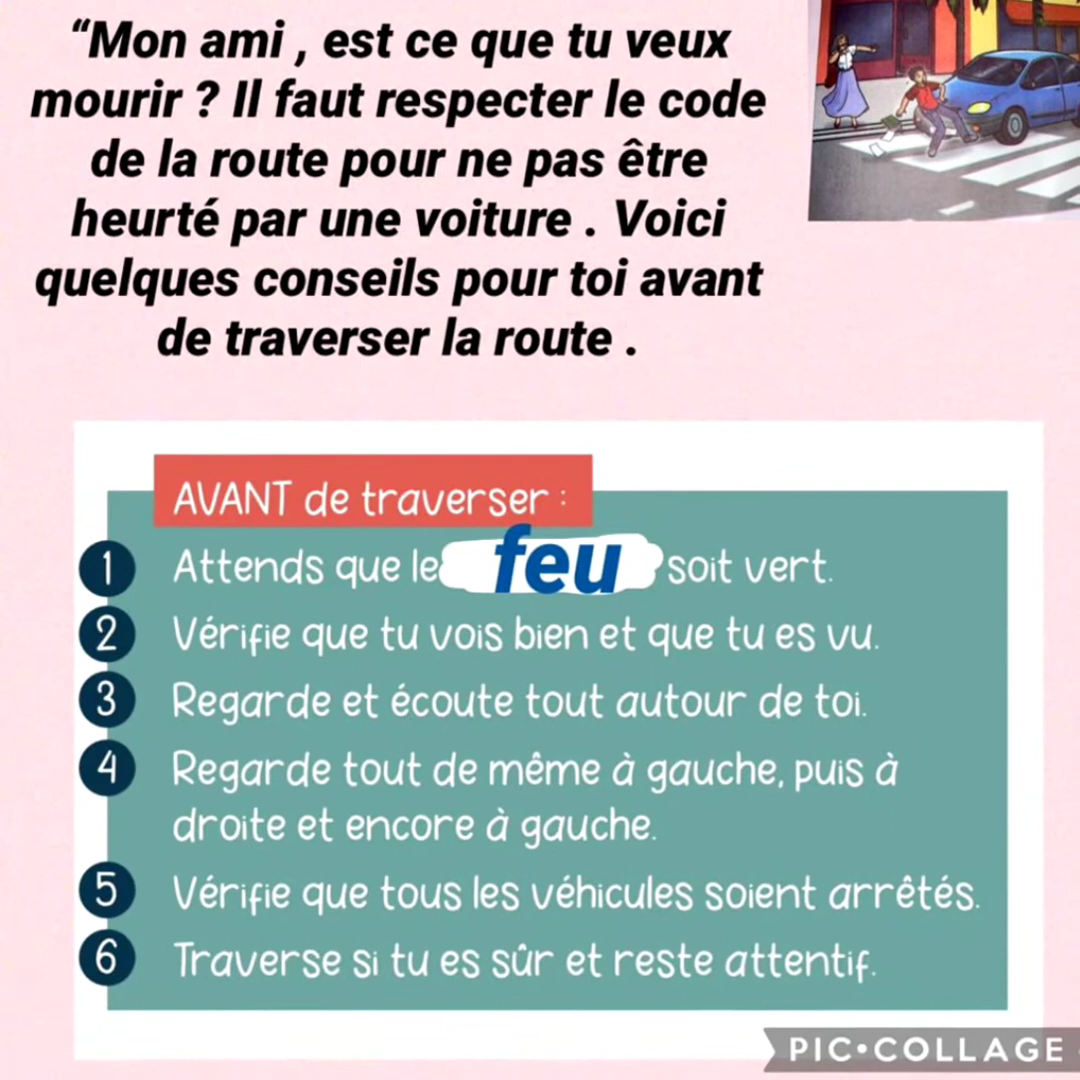 “Mon ami , est ce que tu veux
mourir ? Il faut respecter le code
de la route pour ne pas être
heurté par une voiture . Voici
quelques conseils pour toi avant
de traverser la route .
AVANT de traverser :
1 Attends que le feu soit vert.
2 Vérifie que tu vois bien et que tu es vu.
3 Regarde et écoute tout autour de toi.
4 Regarde tout de même à gauche, puis à
droite et encore à gauche.
5 Vérifie que tous les véhicules soient arrêtés.
6 Traverse si tu es sûr et reste attentif.
PIC•COLLAGE